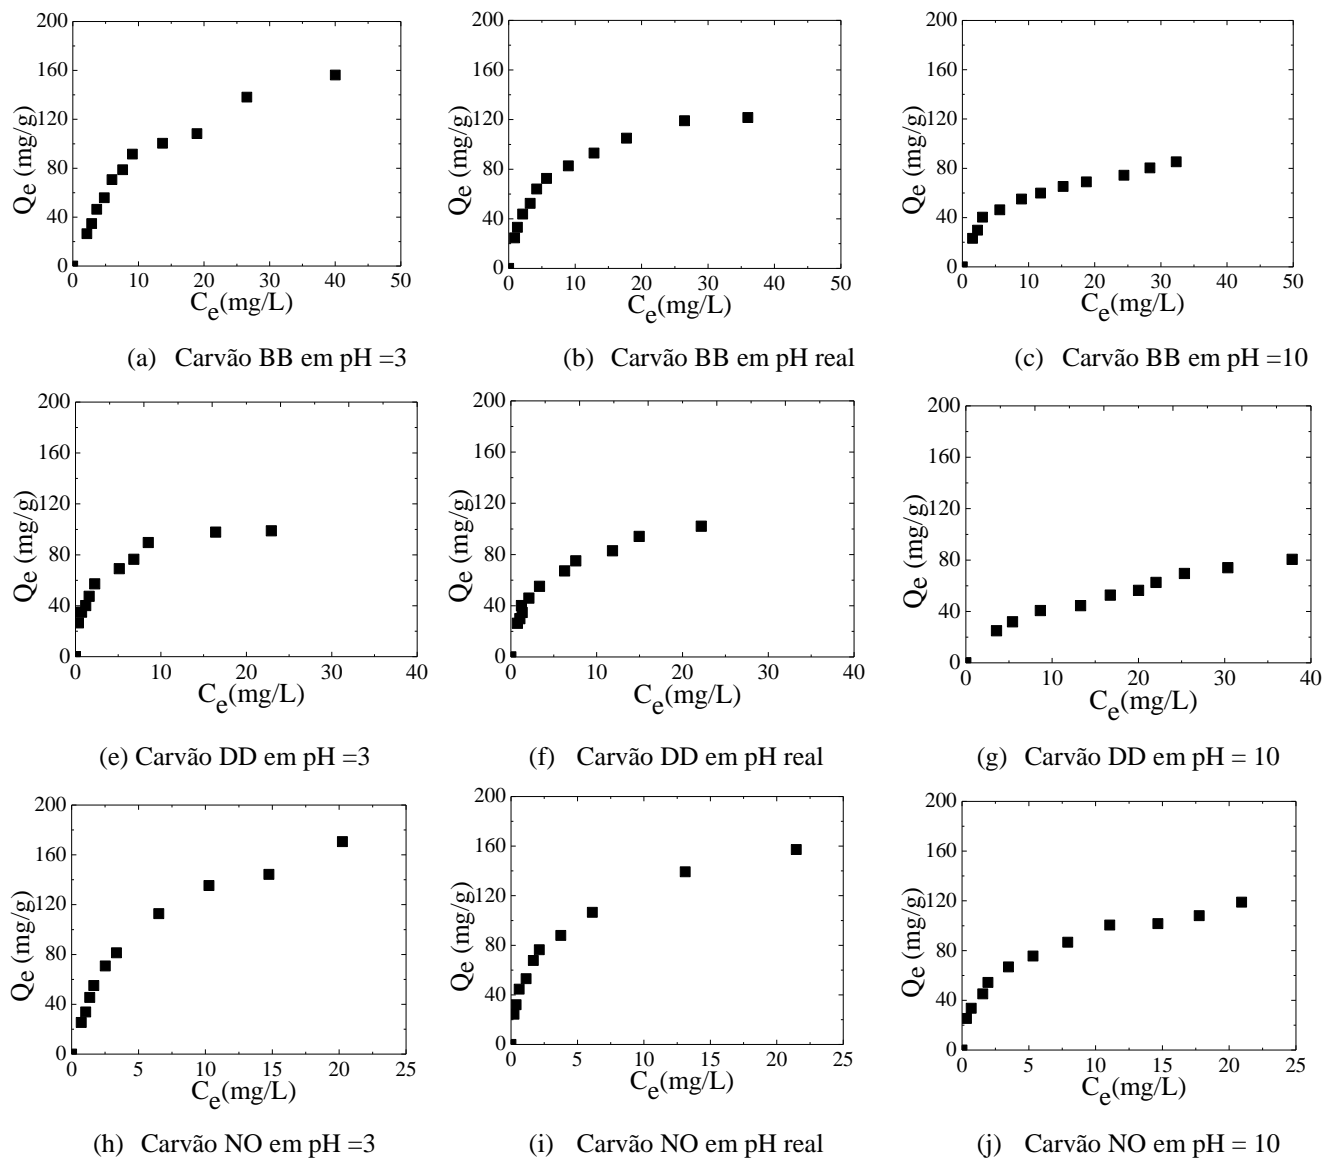 200
160
120
80
40
0
0 10 20 30 40 50
Qe (mg/g)
Ce(mg/L)
200
160
120
80
40
0
0 10 20 30 40 50
Qe (mg/g)
Ce(mg/L)
200
160
120
80
40
0
0 10 20 30 40 50
Qe (mg/g)
Ce(mg/L)
(a) Carvão BB em pH =3
(b) Carvão BB em pH real
(c) Carvão BB em pH =10
200
160
120
80
40
0
0 10 20 30 40
Qe (mg/g)
Ce(mg/L)
200
160
120
80
40
0
0 10 20 30 40
Qe (mg/g)
Ce(mg/L)
200
160
120
80
40
0
0 10 20 30 40
Qe (mg/g)
Ce(mg/L)
(e) Carvão DD em pH =3
(f) Carvão DD em pH real
(g) Carvão DD em pH = 10
200
160
120
80
40
0
0 5 10 15 20 25
Qe (mg/g)
Ce(mg/L)
200
160
120
80
40
0
0 5 10 15 20 25
Qe (mg/g)
Ce(mg/L)
200
160
120
80
40
0
0 5 10 15 20 25
Qe (mg/g)
Ce(mg/L)
(h) Carvão NO em pH =3
(i) Carvão NO em pH real
(j) Carvão NO em pH = 10